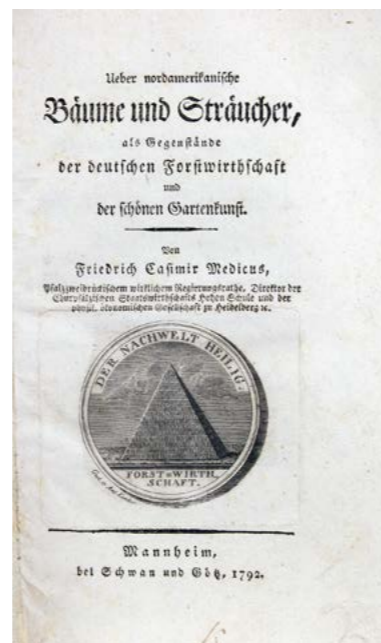 Ueber nordamerikanische
Bäume und Sträucher,
als Gegenstände
der deutschen Forstwirthschaft
und
der schönen Gartenkunst.
Von
Friedrich Casimir Medicus,
Pfalzzweibrückischem wirklichem Regierungsrathe, Direktor der
Churpfälzischen Staatswirthschafts Hohen Schule und der
physik. ökonomischen Gesellschaft zu Heidelberg ꝛc.
DER NACHWELT HEILIG.
FORST=WIRTH
SCHAFT.
Mannheim,
bei Schwan und Götz, 1792.